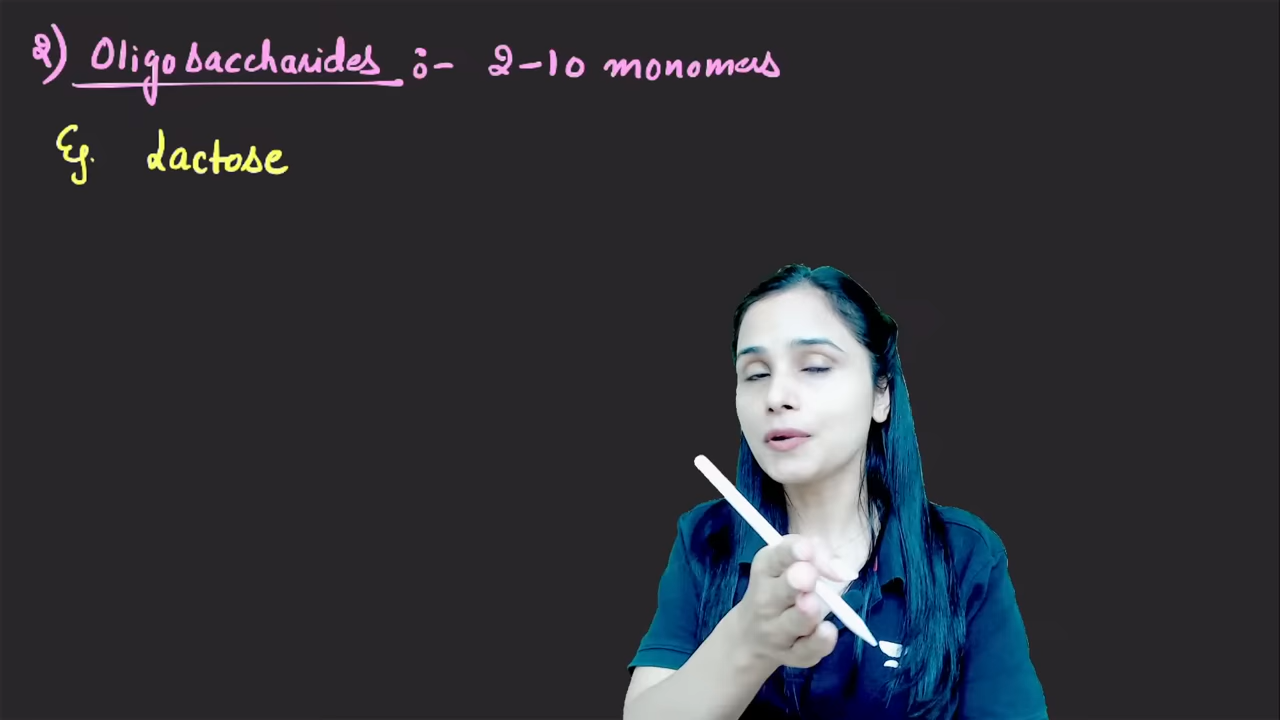 2) Oligosaccharides :- 2-10 monomers
Eg. Lactose